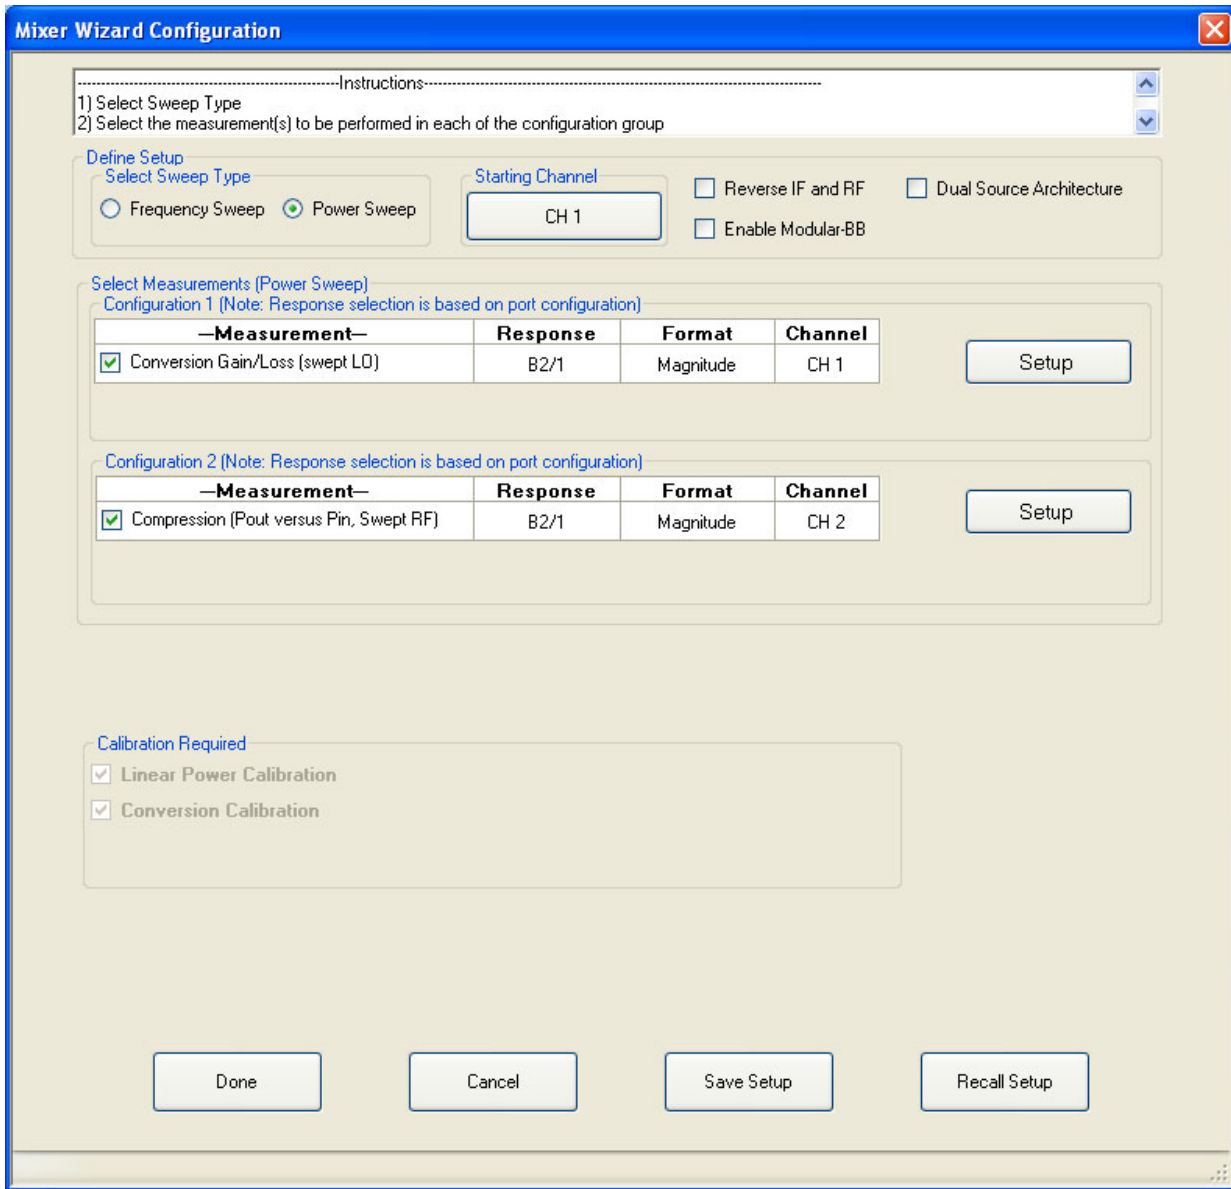 Mixer Wizard Configuration
--------------------------------------------------------Instructions-------------------------------------------------------------------------------------
1) Select Sweep Type
2) Select the measurement(s) to be performed in each of the configuration group
Define Setup
Select Sweep Type
Frequency Sweep Power Sweep
Starting Channel
CH 1
Reverse IF and RF
Dual Source Architecture
Enable Modular-BB
Select Measurements (Power Sweep)
Configuration 1 (Note: Response selection is based on port configuration)
—Measurement— Response Format Channel
Conversion Gain/Loss (swept LO) B2/1 Magnitude CH 1
Setup
Configuration 2 (Note: Response selection is based on port configuration)
—Measurement— Response Format Channel
Compression (Pout versus Pin, Swept RF) B2/1 Magnitude CH 2
Setup
Calibration Required
Linear Power Calibration
Conversion Calibration
Done Cancel Save Setup Recall Setup